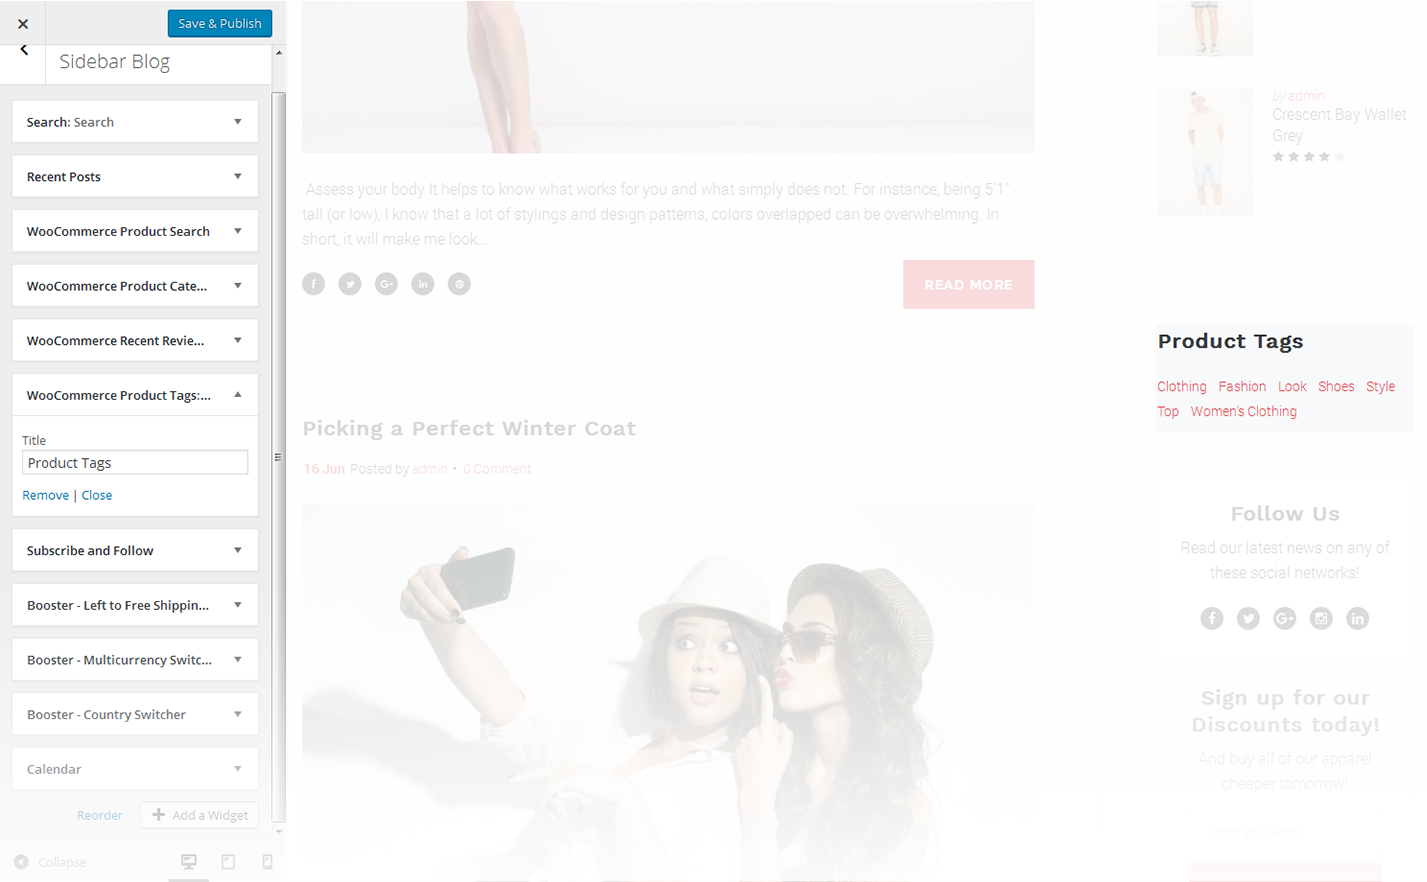 Save & Publish
Sidebar Blog
Search: Search
Recent Posts
WooCommerce Product Search
WooCommerce Product Cate...
WooCommerce Recent Revie...
WooCommerce Product Tags:...
Title
Product Tags
Remove | Close
Subscribe and Follow
Booster - Left to Free Shippin...
Booster - Multicurrency Switc...
Booster - Country Switcher
Calendar
Reorder
Add a Widget
Collapse
Assess your body It helps to know what works for you and what simply does not. For instance, being 5'1"
tall (or low), I know that a lot of stylings and design patterns, colors overlapped can be overwhelming. In
short, it will make me look...
READ MORE
Picking a Perfect Winter Coat
16 Jun Posted by admin • 0 Comment
by admin
Crescent Bay Wallet
Grey
Product Tags
Clothing Fashion Look Shoes Style
Top Women's Clothing
Follow Us
Read our latest news on any of
these social networks!
Sign up for our
Discounts today!
And buy all of our apparel
cheaper tomorrow!